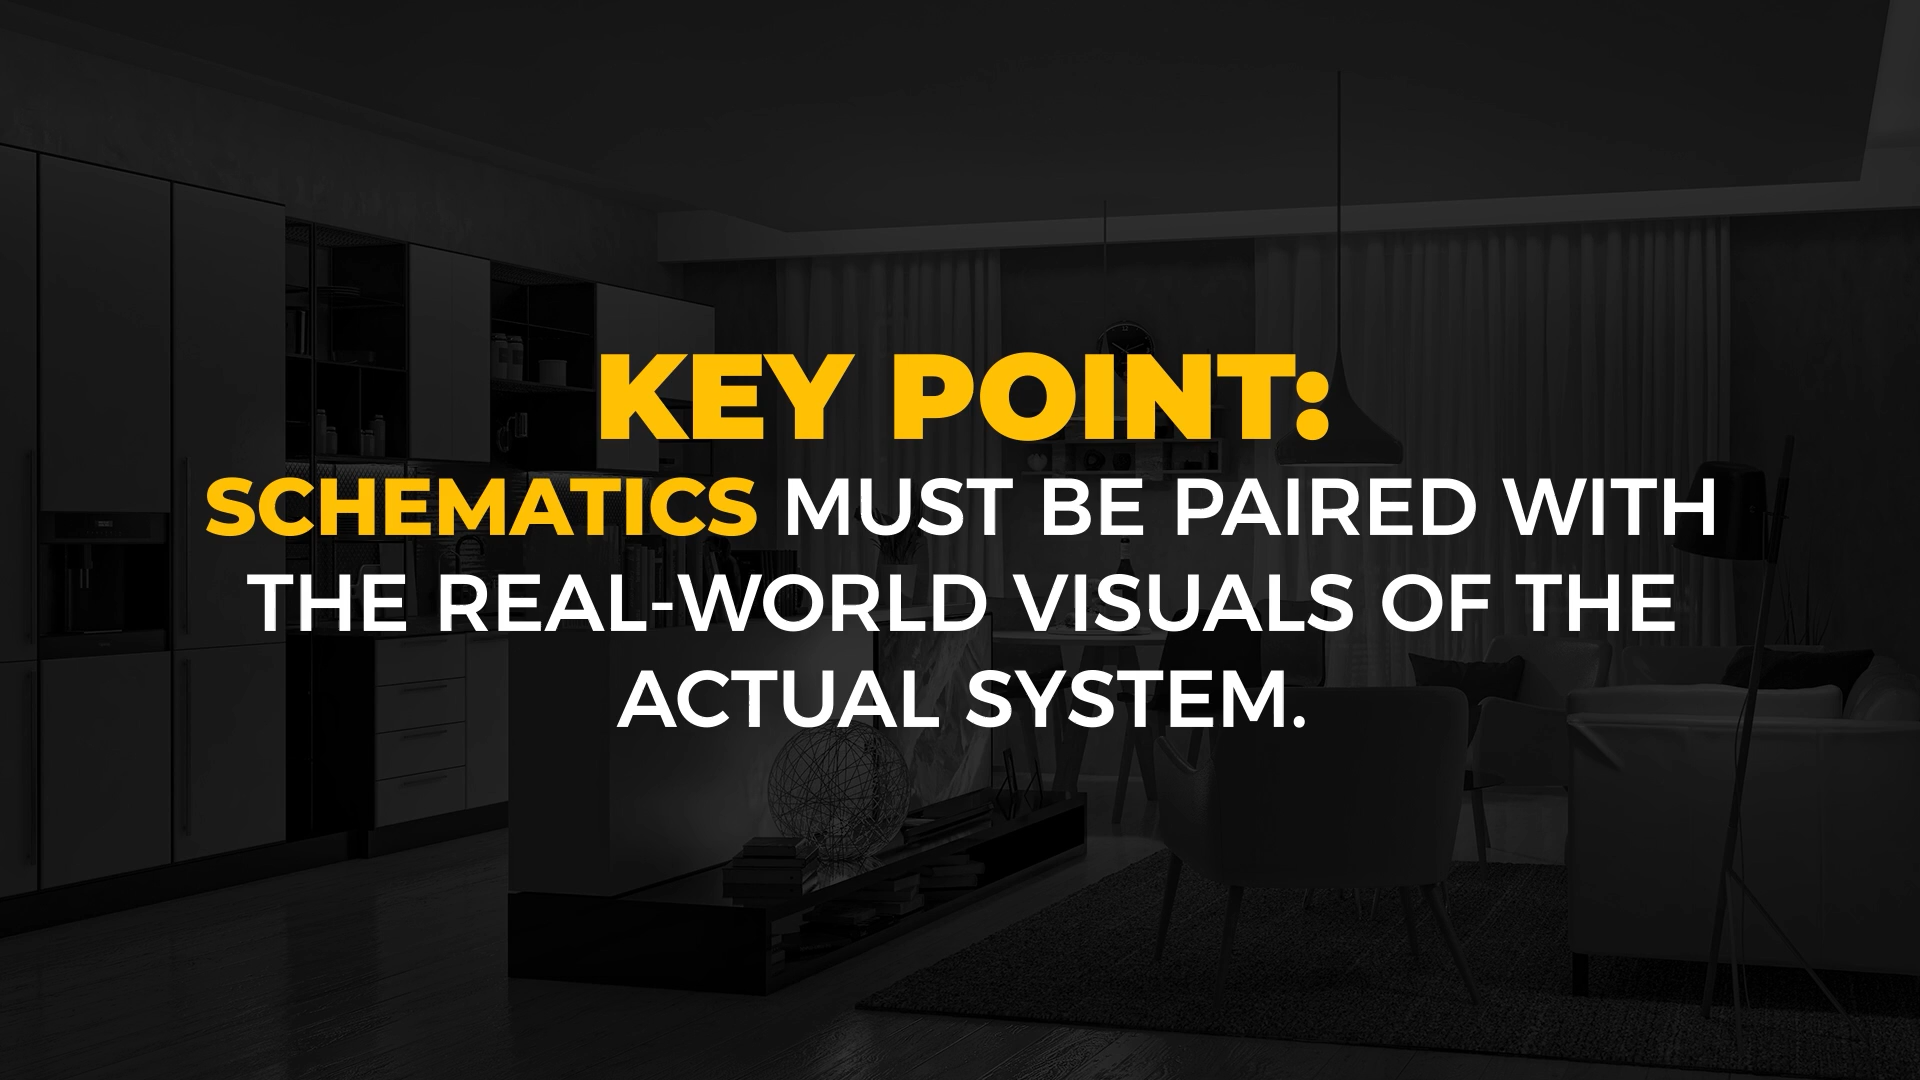 KEY POINT:
SCHEMATICS MUST BE PAIRED WITH
THE REAL-WORLD VISUALS OF THE
ACTUAL SYSTEM.